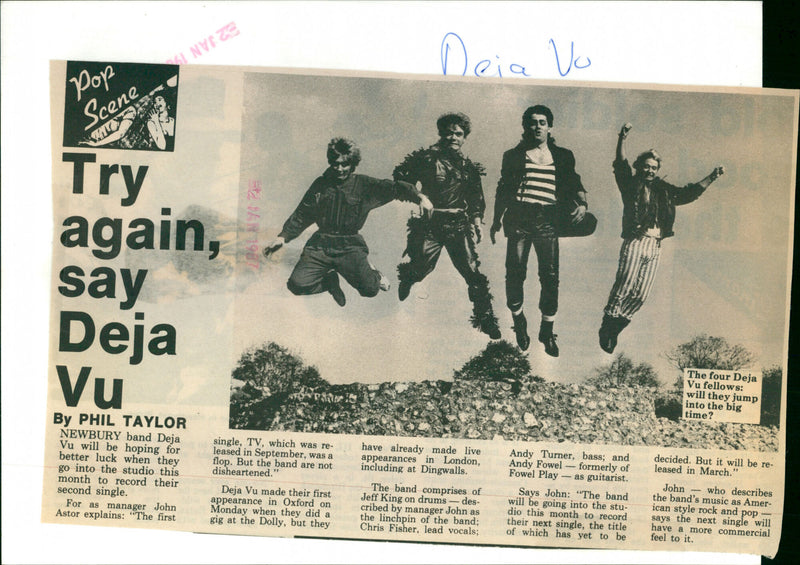 22 JAN
Deja Vu
Pop
Scene
Try
again,
say
Deja
Vu
By PHIL TAYLOR
NEWBURY band Deja
Vu will be hoping for
better luck when they
go into the studio this
month to record their
second single.
For as manager John
Astor explains: "The first
single, TV, which was re-
leased in September, was a
flop. But the band are not
disheartened."
Deja Vu made their first
appearance in Oxford on
Monday when they did a
gig at the Dolly, but they
have already made live
appearances in London,
including at Dingwalls.
The band comprises of
Jeff King on drums — des-
cribed by manager John as
the linchpin of the band;
Chris Fisher, lead vocals;
Andy Turner, bass; and
Andy Fowel — formerly of
Fowel Play — as guitarist.
Says John: "The band
will be going into the stu-
dio this month to record
their next single, the title
of which has yet to be
decided. But it will be re-
leased in March."
John — who describes
the band's music as Amer-
ican style rock and pop —
says the next single will
have a more commercial
feel to it.
The four Deja
Vu fellows:
will they jump
into the big
time?